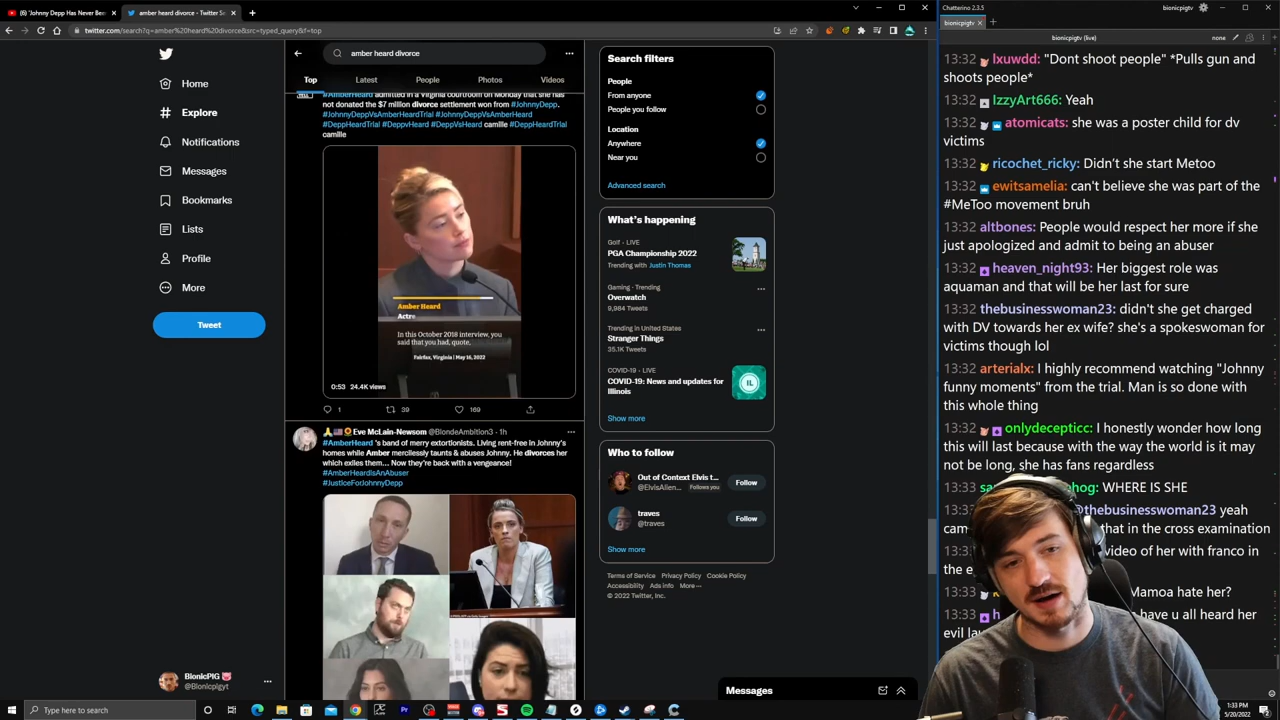 (6) 'Johnny Depp Has Never Bee
amber heard divorce - Twitter Se
twitter.com/search?q=amber%20heard%20divorce&src=typed_query&f=top
amber heard divorce
Top
Latest
People
Photos
Videos
Home
Explore
Notifications
Messages
Bookmarks
Lists
Profile
More
Tweet
BionicPIG
@Bionicpigyt
#AmberHeard admitted in a Virginia courtroom on Monday that she has
not donated the $7 million divorce settlement won from #JohnnyDepp.
#JohnnyDeppVsAmberHeardTrial #JohnnyDeppVsAmberHeard
#DeppHeardTrial #DeppvHeard #DeppVsHeard camille #DeppHeardTrial
camille
Amber Heard
Actre
In this October 2018 interview, you
said that you had, quote,
Fairfax, Virginia | May 16, 2022
0:53 24.4K views
1
39
169
Eve McLain-Newsom @BlondeAmbition3 · 1h
#AmberHeard 's band of merry extortionists. Living rent-free in Johnny's
homes while Amber mercilessly taunts & abuses Johnny. He divorces her
which exiles them... Now they're back with a vengeance!
#AmberHeardIsAnAbuser
#JusticeForJohnnyDepp
Search filters
People
From anyone
People you follow
Location
Anywhere
Near you
Advanced search
What's happening
Golf · LIVE
PGA Championship 2022
Trending with Justin Thomas
Gaming · Trending
Overwatch
9,984 Tweets
Trending in United States
Stranger Things
25.1K Tweets
COVID-19 · LIVE
COVID-19: News and updates for
Illinois
Show more
Who to follow
Out of Context Elvis t...
@ElvisAlien... Follows you
Follow
traves
@traves
Follow
Show more
Terms of Service Privacy Policy Cookie Policy
Accessibility Ads info More
© 2022 Twitter, Inc.
Messages
Chatterino 2.3.5
bionicpigtv
bionicpigtv
bionicpigtv (live)
none
13:32 lxuwdd: "Dont shoot people" *Pulls gun and
shoots people*
13:32 IzzyArt666: Yeah
13:32 atomicats: she was a poster child for dv
victims
13:32 ricochet_ricky: Didn't she start Metoo
13:32 ewitsamelia: can't believe she was part of the
#MeToo movement bruh
13:32 altbones: People would respect her more if she
just apologized and admit to being an abuser
13:32 heaven_night93: Her biggest role was
aquaman and that will be her last for sure
13:32 thebusinesswoman23: didn't she get charged
with DV towards her ex wife? she's a spokeswoman for
victims though lol
13:32 arterialx: I highly recommend watching "Johnny
funny moments" from the trial. Man is so done with
this whole thing
13:32 onlydecepticc: I honestly wonder how long
this will last because with the way the world is it may
not be long, she has fans regardless
13:33 hog: WHERE IS SHE
13:3 @thebusinesswoman23 yeah
cam that in the cross examination
13:3 video of her with franco in
the e
13:3 Mamoa hate her?
13:3 have u all heard her
evil la
Type here to search
1:33 PM
5/20/2022